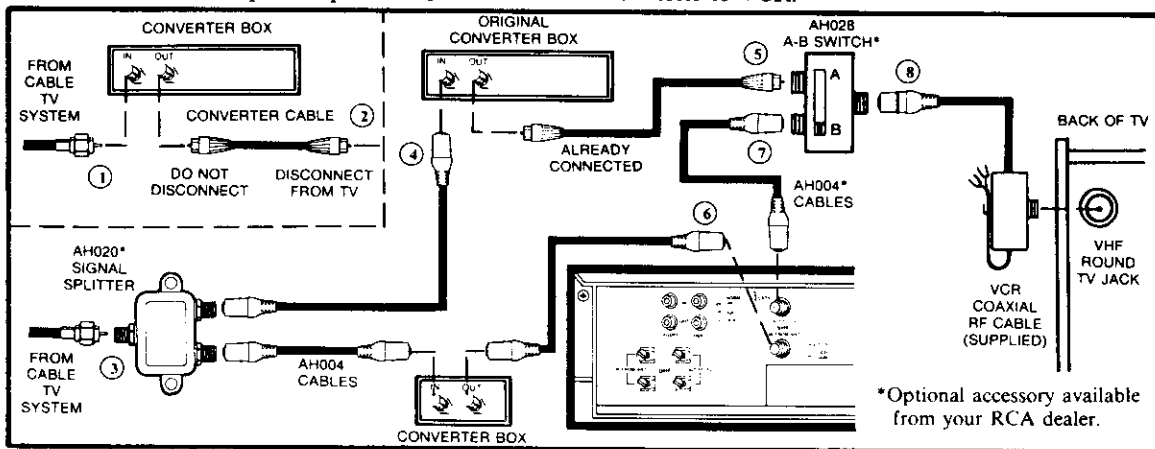 CONVERTER BOX
IN
OUT
FROM
CABLE
TV
SYSTEM
CONVERTER CABLE
2
1
DO NOT
DISCONNECT
DISCONNECT
FROM TV
ORIGINAL
CONVERTER BOX
IN
OUT
4
ALREADY
CONNECTED
AH028
A-B SWITCH*
5
A
B
8
7
BACK OF TV
AH004*
CABLES
6
VHF
ROUND
TV JACK
VCR
COAXIAL
RF CABLE
(SUPPLIED)
AH020*
SIGNAL
SPLITTER
FROM
CABLE
TV
SYSTEM
3
AH004
CABLES
IN
OUT
CONVERTER BOX
*Optional accessory available
from your RCA dealer.